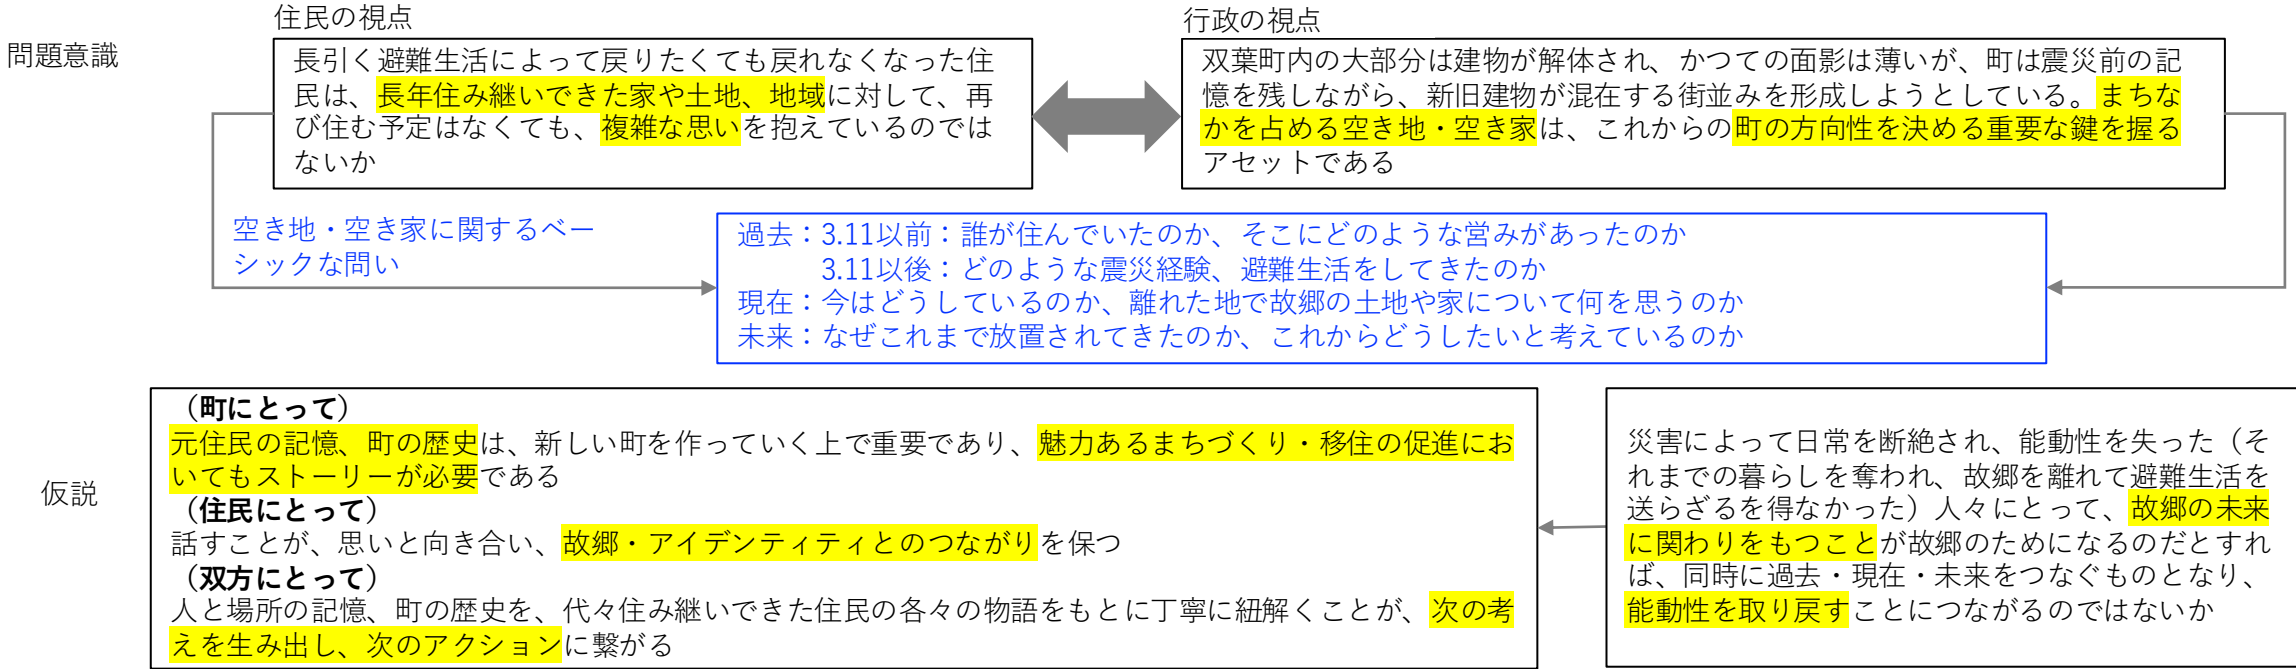 住民の視点
行政の視点
問題意識
長引く避難生活によって戻りたくても戻れなくなった住
民は、長年住み継いできた家や土地、地域に対して、再
び住む予定はなくても、複雑な思いを抱えているのでは
ないか
双葉町内の大部分は建物が解体され、かつての面影は薄いが、町は震災前の記
憶を残しながら、新旧建物が混在する街並みを形成しようとしている。まちな
かを占める空き地・空き家は、これからの町の方向性を決める重要な鍵を握る
アセットである
空き地・空き家に関するベー
シックな問い
過去：3.11以前：誰が住んでいたのか、そこにどのような営みがあったのか
3.11以後：どのような震災経験、避難生活をしてきたのか
現在：今はどうしているのか、離れた地で故郷の土地や家について何を思うのか
未来：なぜこれまで放置されてきたのか、これからどうしたいと考えているのか
仮説
（町にとって）
元住民の記憶、町の歴史は、新しい町を作っていく上で重要であり、魅力あるまちづくり・移住の促進にお
いてもストーリーが必要である
（住民にとって）
話すことが、思いと向き合い、故郷・アイデンティティとのつながりを保つ
（双方にとって）
人と場所の記憶、町の歴史を、代々住み継いできた住民の各々の物語をもとに丁寧に紐解くことが、次の考
えを生み出し、次のアクションに繋がる
災害によって日常を断絶され、能動性を失った（そ
れまでの暮らしを奪われ、故郷を離れて避難生活を
送らざるを得なかった）人々にとって、故郷の未来
に関わりをもつことが故郷のためになるのだとすれ
ば、同時に過去・現在・未来をつなぐものとなり、
能動性を取り戻すことにつながるのではないか